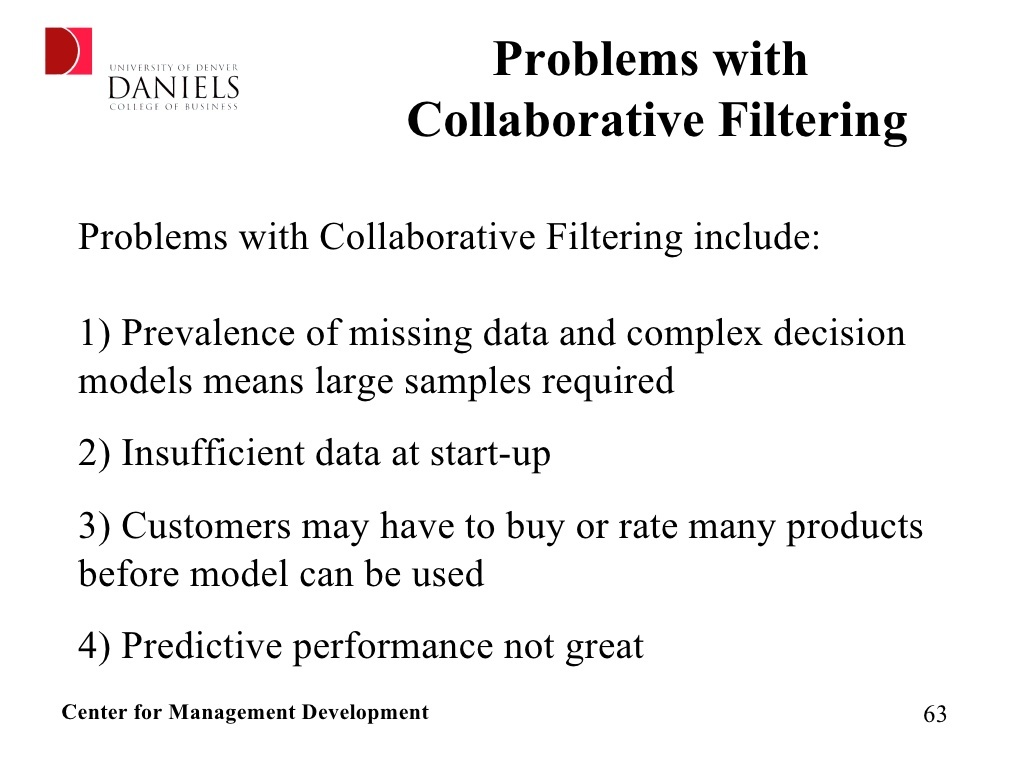 UNIVERSITY OF DENVER
DANIELS
COLLEGE OF BUSINESS
Problems with
Collaborative Filtering
Problems with Collaborative Filtering include:
1) Prevalence of missing data and complex decision
models means large samples required
2) Insufficient data at start-up
3) Customers may have to buy or rate many products
before model can be used
4) Predictive performance not great
Center for Management Development
63